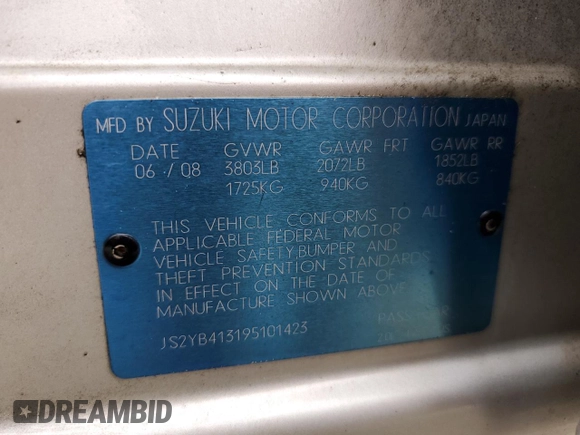 MFD BY SUZUKI MOTOR CORPORATION JAPAN
DATE GVWR GAWR FRT GAWR RR
06 / 08 3803LB 2072LB 1852LB
1725KG 940KG 840KG
THIS VEHICLE CONFORMS TO ALL
APPLICABLE FEDERAL MOTOR
VEHICLE SAFETY,BUMPER AND
THEFT PREVENTION STANDARDS
IN EFFECT ON THE DATE OF
MANUFACTURE SHOWN ABOVE.
JS2YB413195101423
DREAMBID